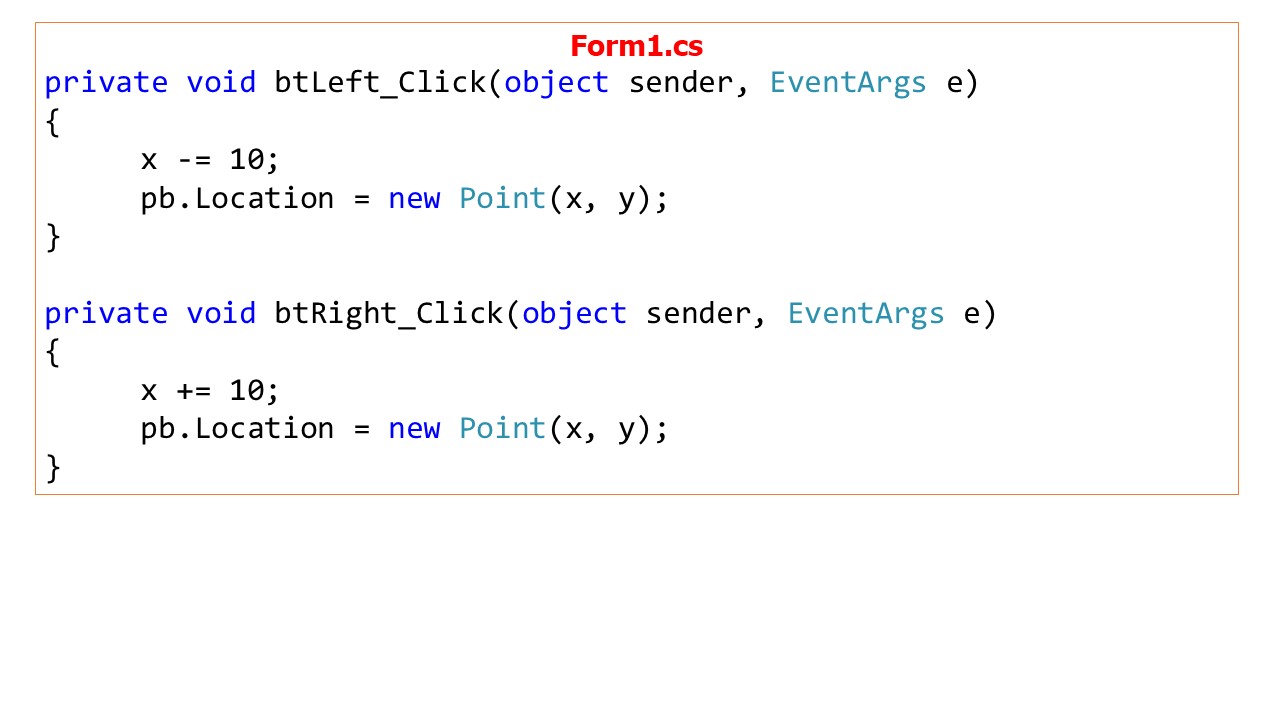 Form1.cs
private void btLeft_Click(object sender, EventArgs e)
{
x -= 10;
pb.Location = new Point(x, y);
}
private void btRight_Click(object sender, EventArgs e)
{
x += 10;
pb.Location = new Point(x, y);
}